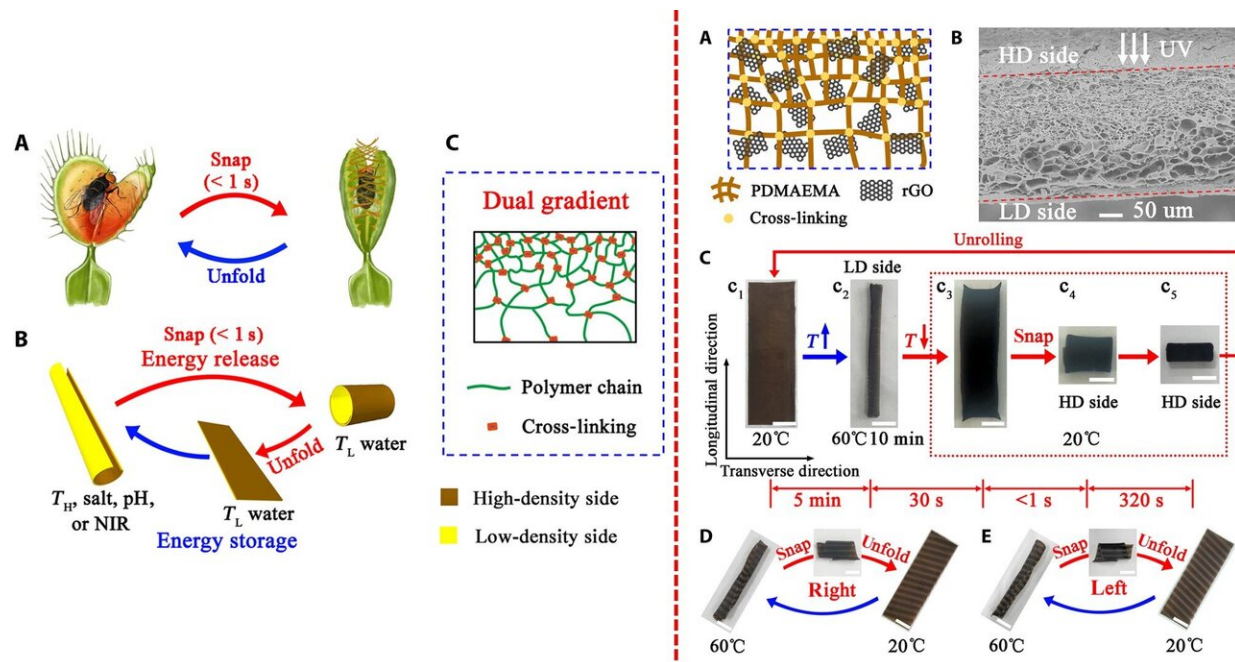 A
Snap
(< 1 s)
Unfold
B
Snap (< 1 s)
Energy release
T_L water
Unfold
T_H, salt, pH,
or NIR
T_L water
Energy storage
C
Dual gradient
Polymer chain
Cross-linking
High-density side
Low-density side
A
PDMAEMA
rGO
Cross-linking
B
HD side
UV
LD side
50 um
Unrolling
C
c1
c2
c3
c4
c5
LD side
T
T
Snap
HD side
HD side
20℃
60℃ 10 min
20℃
Longitudinal direction
Transverse direction
5 min
30 s
<1 s
320 s
D
Snap
Unfold
Right
60℃
20℃
E
Snap
Unfold
Left
60℃
20℃